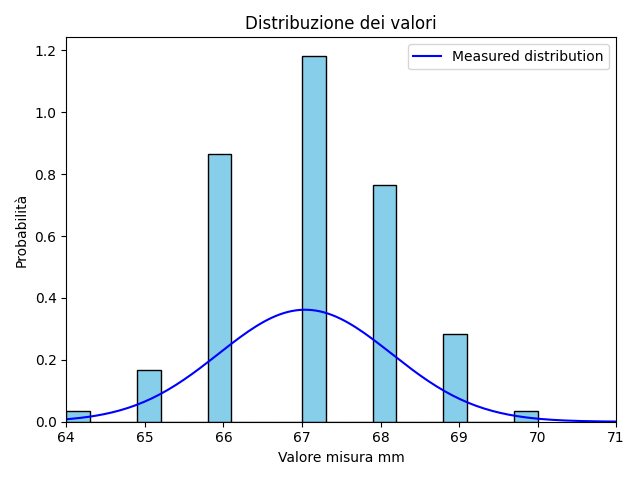 Distribuzione dei valori
Measured distribution
1.2
1.0
0.8
0.6
0.4
0.2
0.0
Probabilità
64 65 66 67 68 69 70 71
Valore misura mm